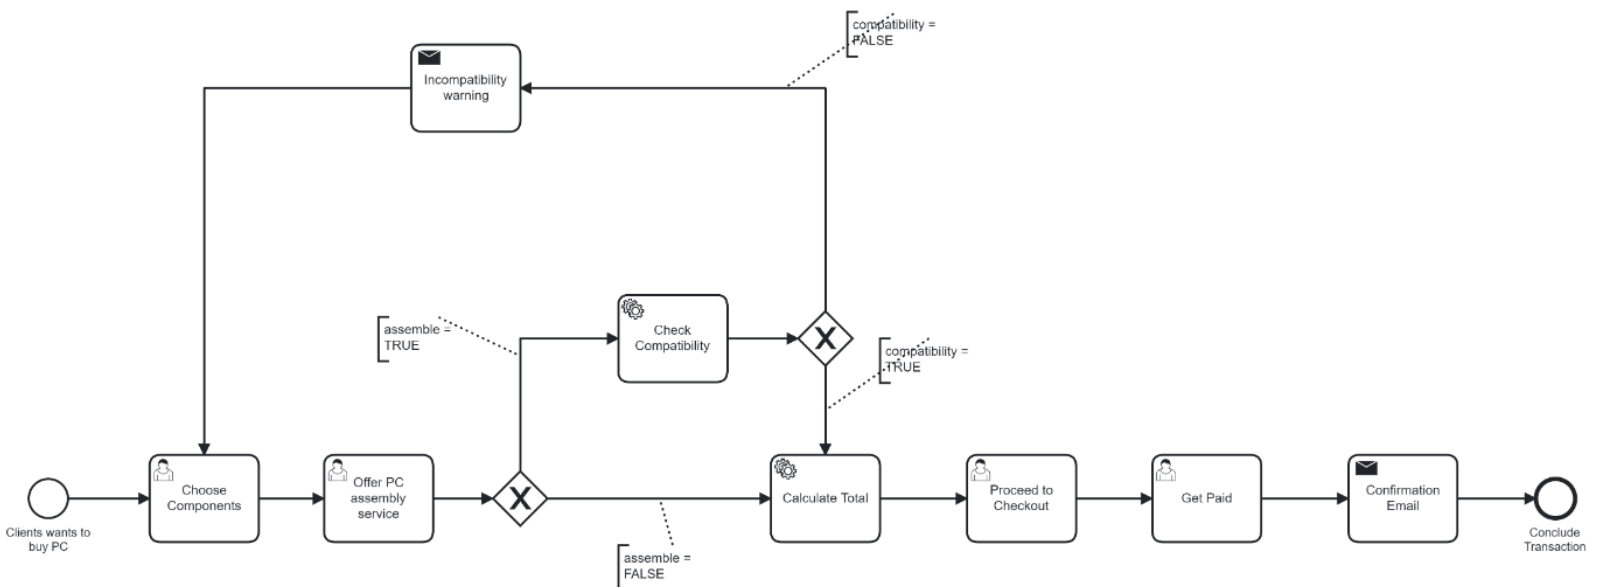 compatibility =
FALSE
Incompatibility
warning
assemble =
TRUE
Check
Compatibility
compatibility =
TRUE
Clients wants to
buy PC
Choose
Components
Offer PC
assembly
service
Calculate Total
Proceed to
Checkout
Get Paid
Confirmation
Email
Conclude
Transaction
assemble =
FALSE